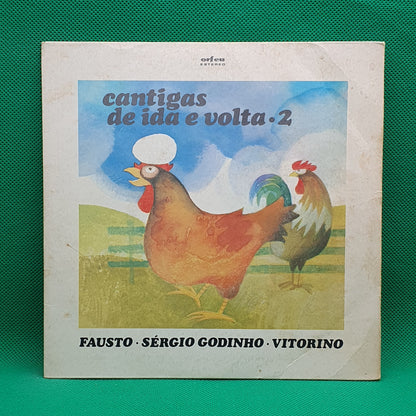 orfeu
ESTEREO
cantigas
de ida e volta • 2
FAUSTO • SÉRGIO GODINHO • VITORINO